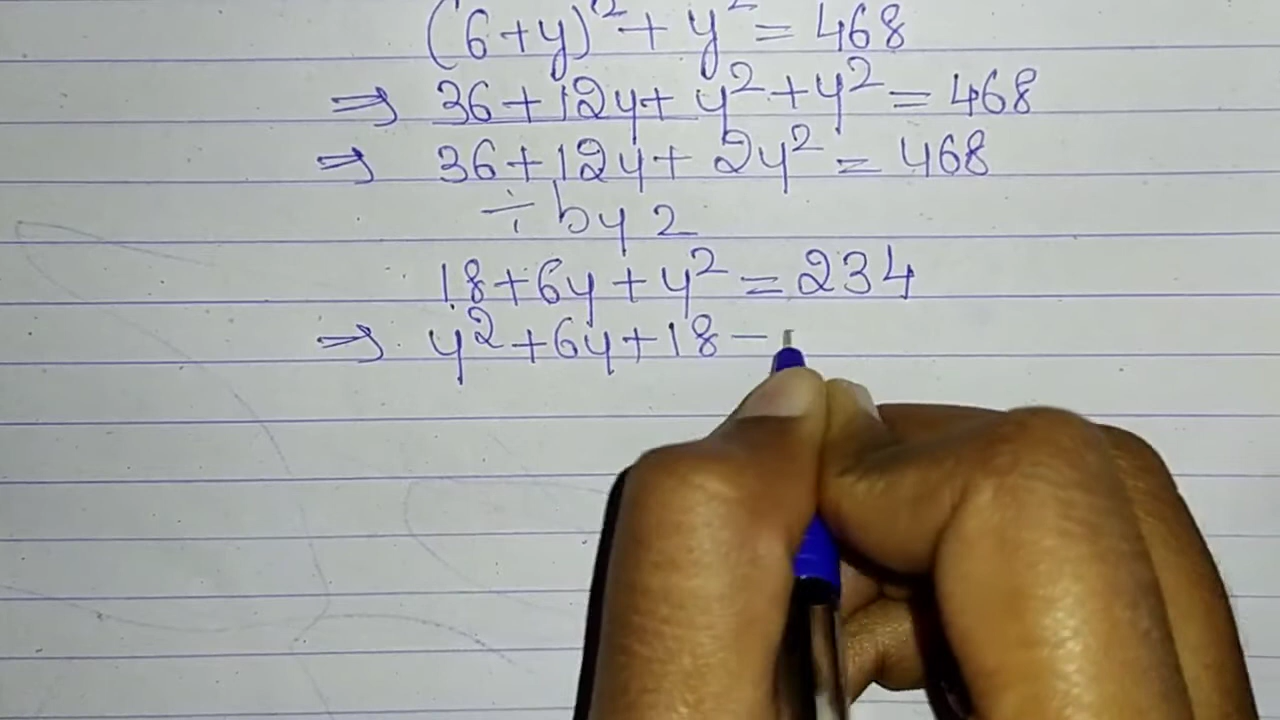 (6+y)² + y² = 468
⇒ 36+12y+ y²+y² = 468
⇒ 36+12y+ 2y² = 468
÷ by 2
18+6y+y² = 234
⇒ y²+6y+18 −